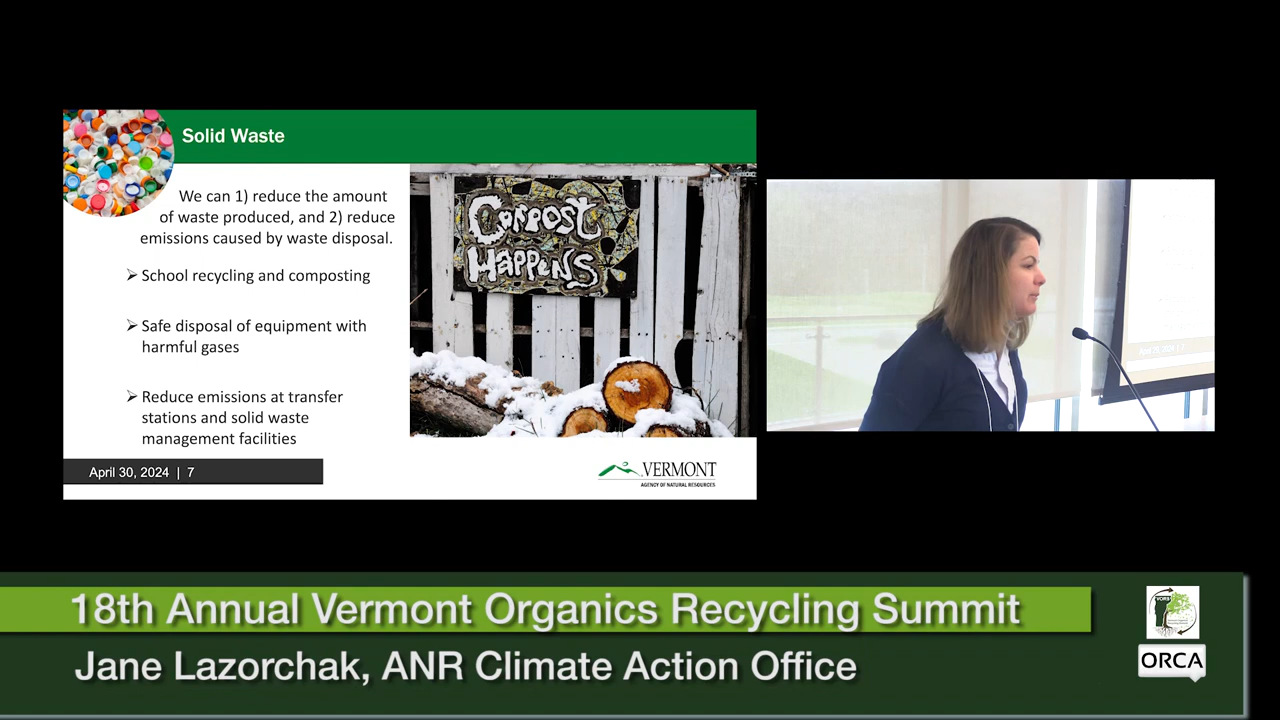 Solid Waste
We can 1) reduce the amount
of waste produced, and 2) reduce
emissions caused by waste disposal.
School recycling and composting
Safe disposal of equipment with
harmful gases
Reduce emissions at transfer
stations and solid waste
management facilities
COMPOST
HAPPENS
April 30, 2024 | 7
VERMONT
AGENCY OF NATURAL RESOURCES
18th Annual Vermont Organics Recycling Summit
Jane Lazorchak, ANR Climate Action Office
VORS
ORCA